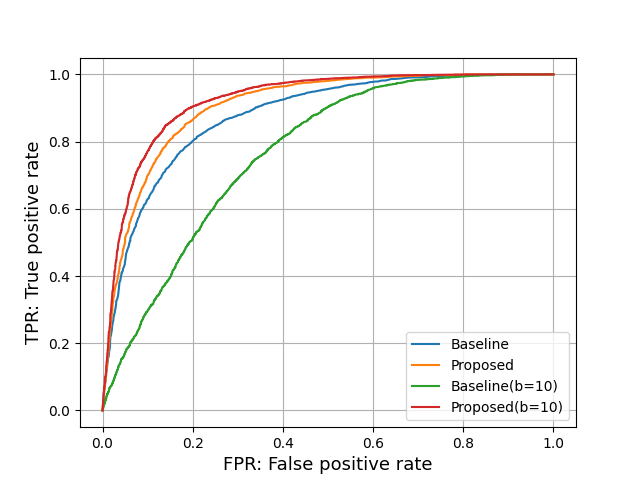 1.0
0.8
0.6
0.4
0.2
0.0
TPR: True positive rate
Baseline
Proposed
Baseline(b=10)
Proposed(b=10)
0.0 0.2 0.4 0.6 0.8 1.0
FPR: False positive rate